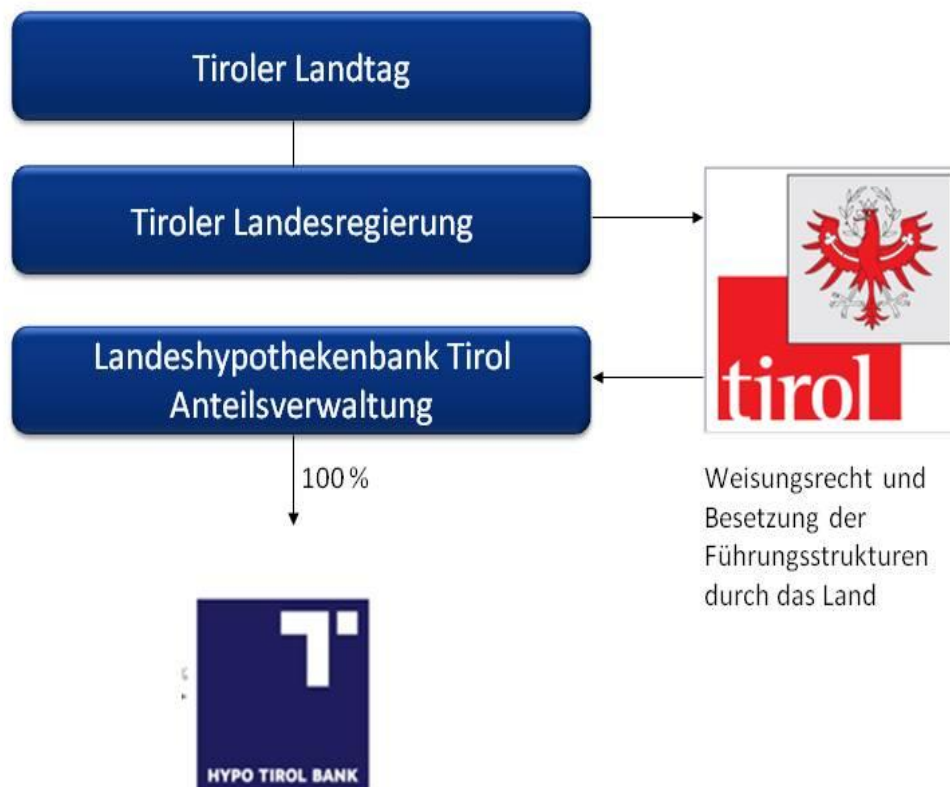 Tiroler Landtag
Tiroler Landesregierung
tirol
Landeshypothekenbank Tirol
Anteilsverwaltung
100 %
Weisungsrecht und
Besetzung der
Führungsstrukturen
durch das Land
HYPO TIROL BANK